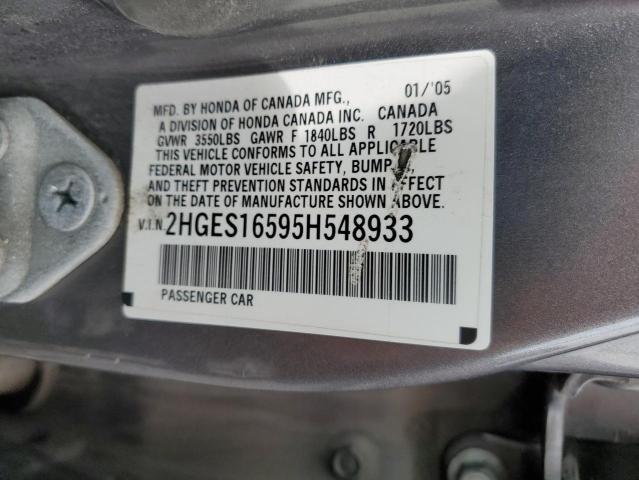 MFD. BY HONDA OF CANADA MFG., 01/'05
A DIVISION OF HONDA CANADA INC. CANADA
GVWR 3550LBS GAWR F 1840LBS R 1720LBS
THIS VEHICLE CONFORMS TO ALL APPLICABLE
FEDERAL MOTOR VEHICLE SAFETY, BUMPER,
AND THEFT PREVENTION STANDARDS IN EFFECT
ON THE DATE OF MANUFACTURE SHOWN ABOVE.
V.I.N. 2HGES16595H548933
PASSENGER CAR